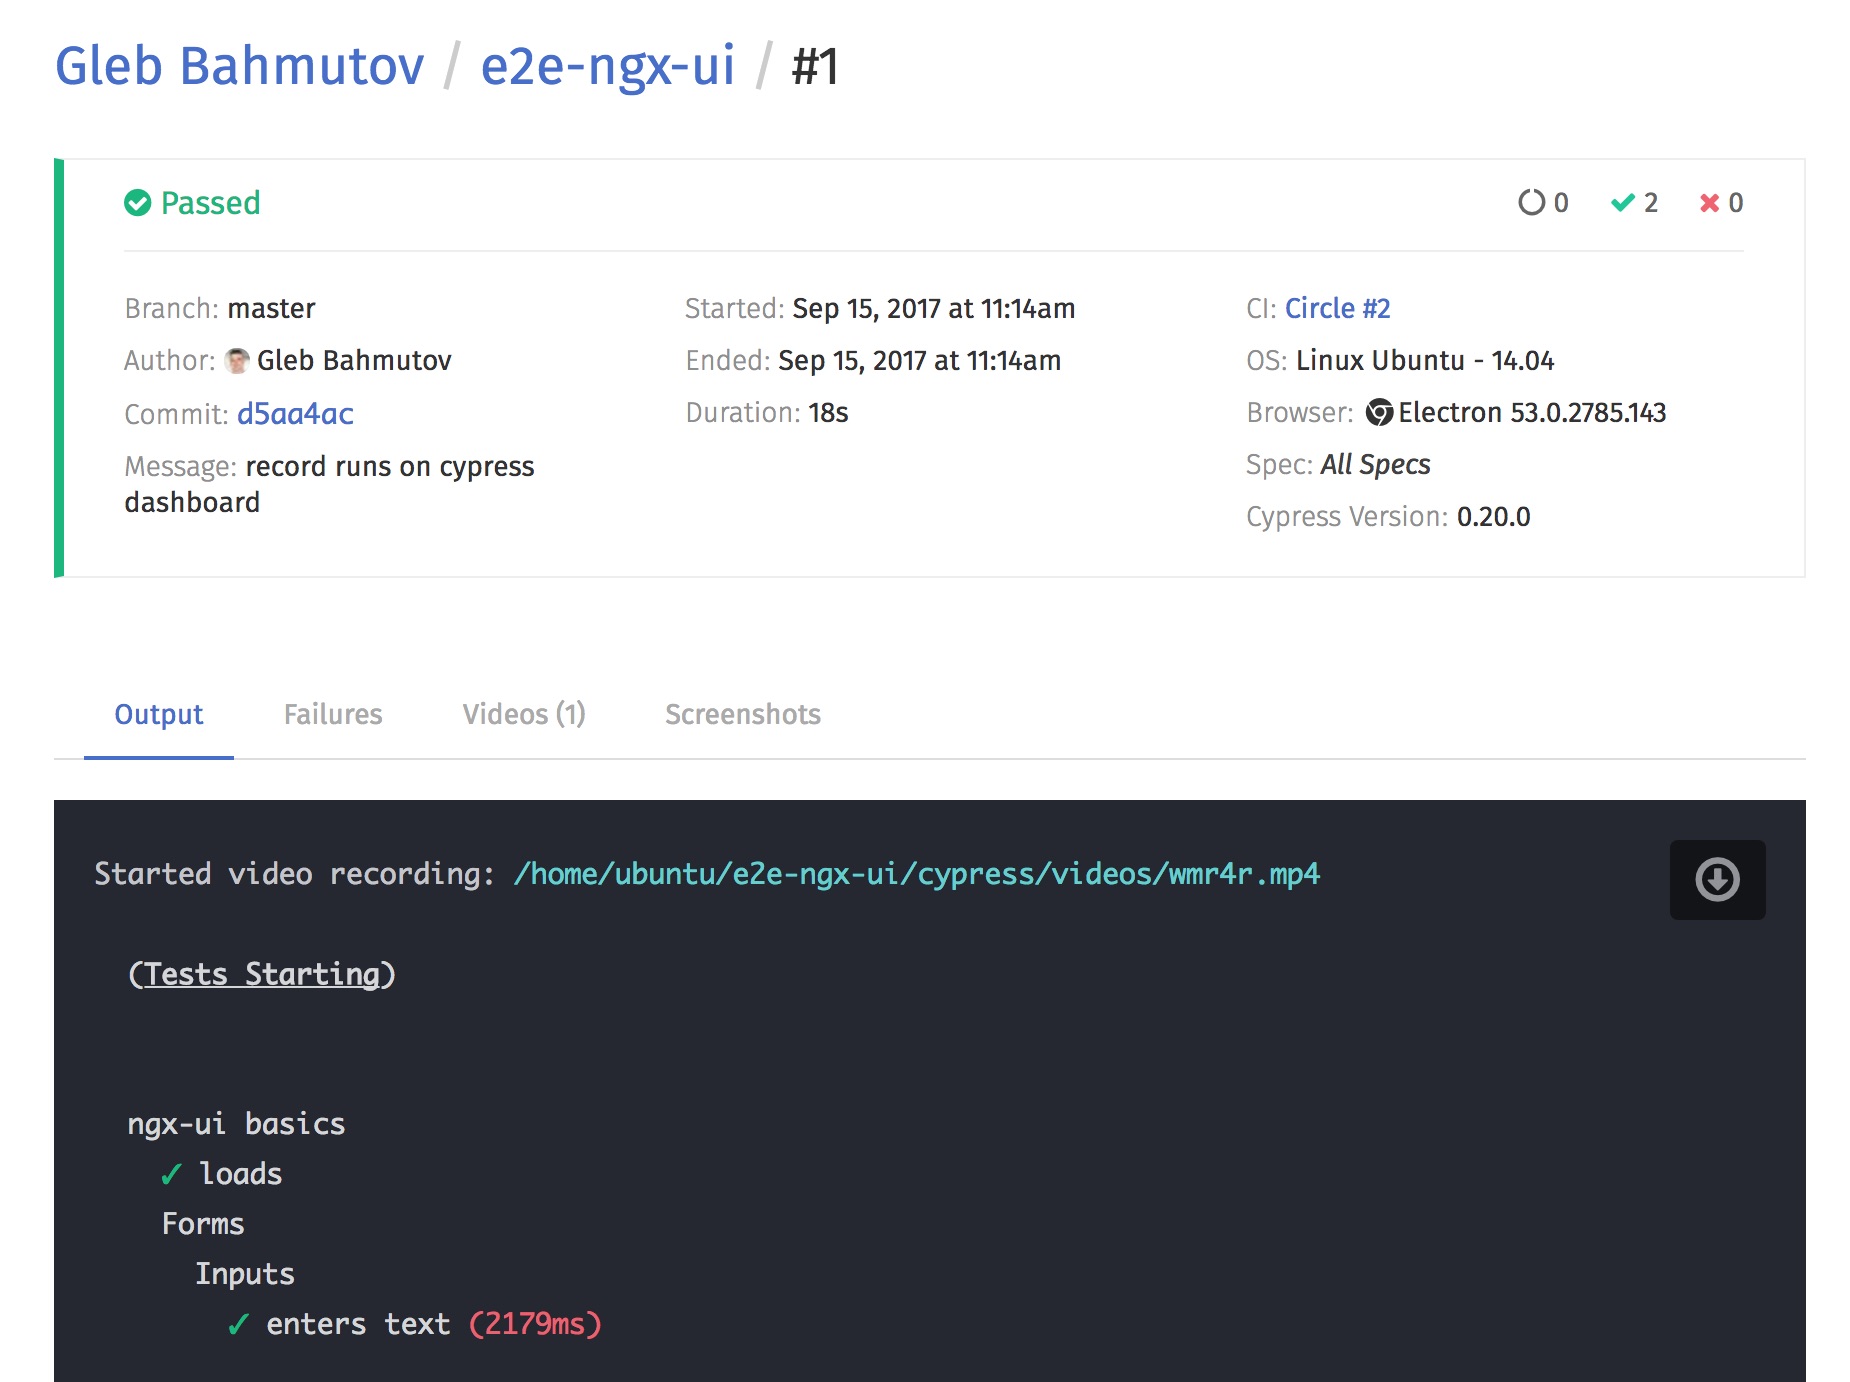 Gleb Bahmutov / e2e-ngx-ui / #1
Passed 0 2 0
Branch: master
Author: Gleb Bahmutov
Commit: d5aa4ac
Message: record runs on cypress
dashboard
Started: Sep 15, 2017 at 11:14am
Ended: Sep 15, 2017 at 11:14am
Duration: 18s
CI: Circle #2
OS: Linux Ubuntu - 14.04
Browser: Electron 53.0.2785.143
Spec: All Specs
Cypress Version: 0.20.0
Output Failures Videos (1) Screenshots
Started video recording: /home/ubuntu/e2e-ngx-ui/cypress/videos/wmr4r.mp4
(Tests Starting)
ngx-ui basics
✓ loads
Forms
Inputs
✓ enters text (2179ms)